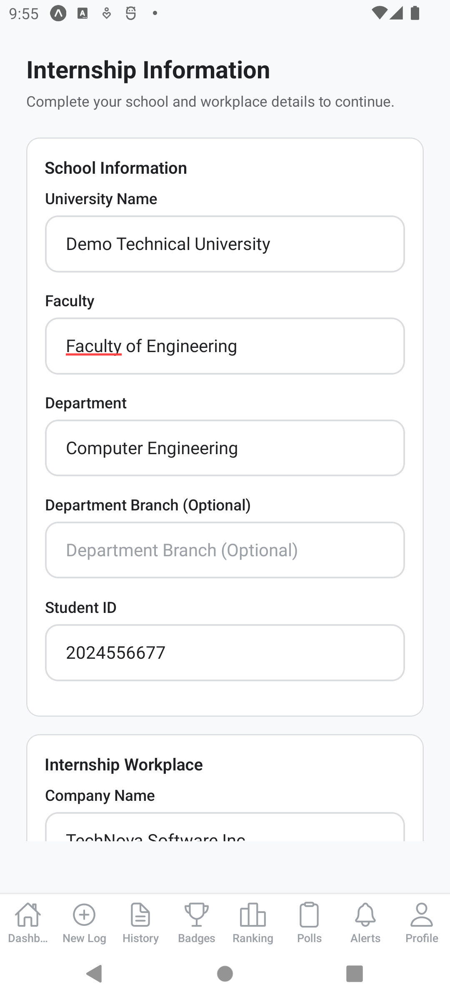 9:55
Internship Information
Complete your school and workplace details to continue.
School Information
University Name
Demo Technical University
Faculty
Faculty of Engineering
Department
Computer Engineering
Department Branch (Optional)
Department Branch (Optional)
Student ID
2024556677
Internship Workplace
Company Name
TechNova Software Inc
Dashb... New Log History Badges Ranking Polls Alerts Profile